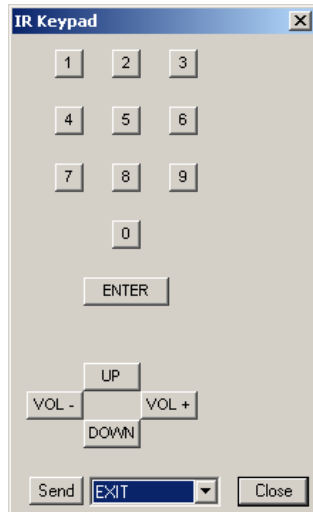 IR Keypad
1 2 3
4 5 6
7 8 9
0
ENTER
UP
VOL - VOL +
DOWN
Send EXIT Close